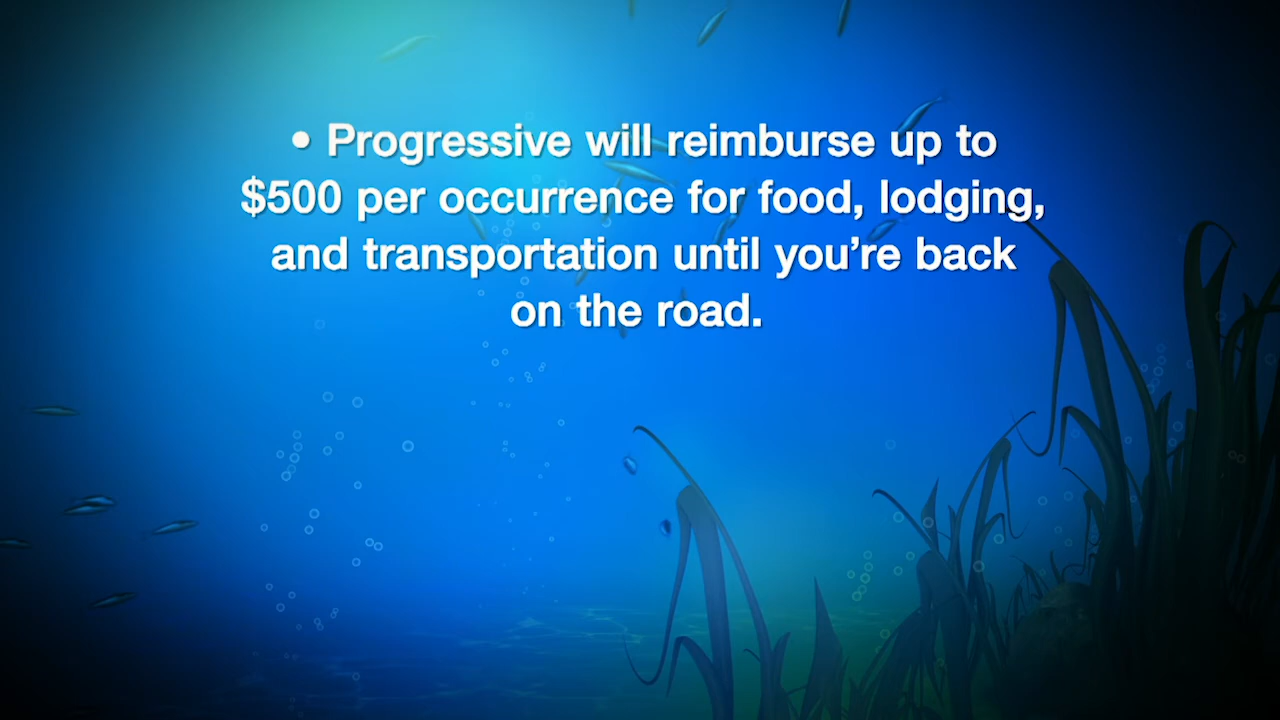 • Progressive will reimburse up to
$500 per occurrence for food, lodging,
and transportation until you’re back
on the road.